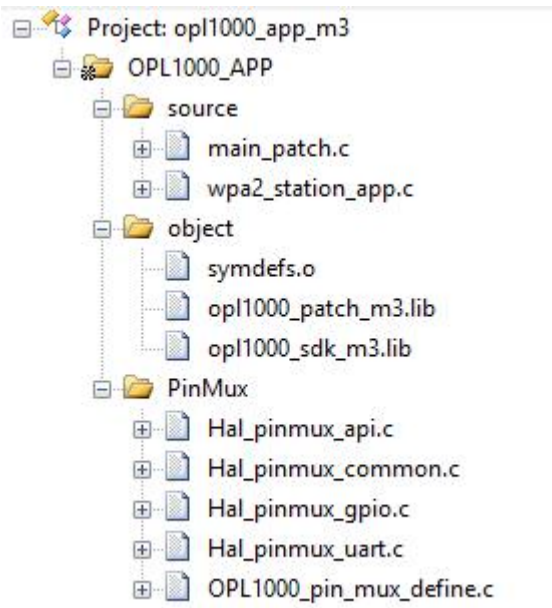 Project: opl1000_app_m3
OPL1000_APP
source
main_patch.c
wpa2_station_app.c
object
symdefs.o
opl1000_patch_m3.lib
opl1000_sdk_m3.lib
PinMux
Hal_pinmux_api.c
Hal_pinmux_common.c
Hal_pinmux_gpio.c
Hal_pinmux_uart.c
OPL1000_pin_mux_define.c